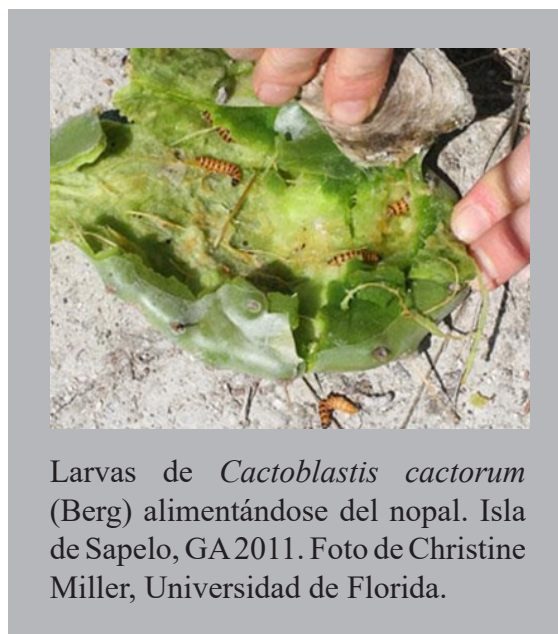 Larvas de Cactoblastis cactorum
(Berg) alimentándose del nopal. Isla
de Sapelo, GA 2011. Foto de Christine
Miller, Universidad de Florida.